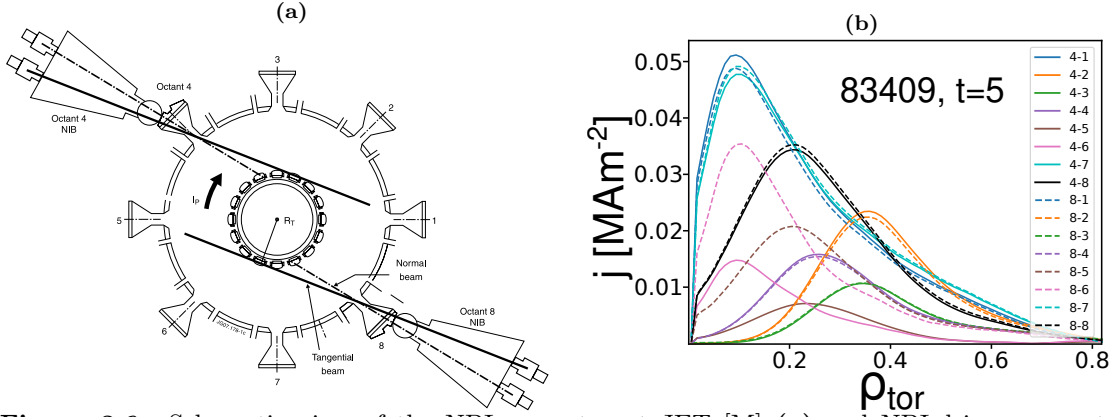 (a)
3
Octant 4
2
Octant 4
NIB
I_P
5
1
R_T
Normal
beam
6
Octant 8
NIB
8
Tangential
beam
7
(b)
83409, t=5
0.05
0.04
0.03
0.02
0.01
j [MAm^-2]
0.2 0.4 0.6 0.8
ρ_tor
4-1
4-2
4-3
4-4
4-5
4-6
4-7
4-8
8-1
8-2
8-3
8-4
8-5
8-6
8-7
8-8